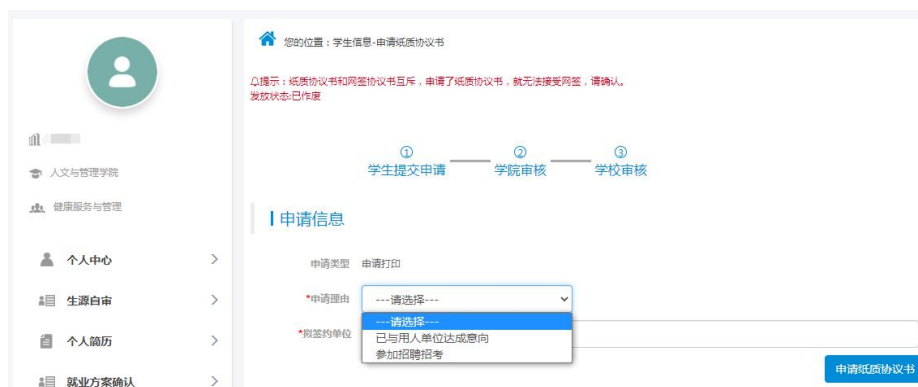 您的位置：学生信息-申请纸质协议书
提示：纸质协议书和网签协议书互斥，申请了纸质协议书，就无法接受网签，请确认。
发放状态:已作废
人文与管理学院
健康服务与管理
个人中心
生源自审
个人简历
就业方案确认
① ② ③
学生提交申请 学院审核 学校审核
申请信息
申请类型 申请打印
*申请理由 ---请选择---
---请选择---
已与用人单位达成意向
参加招聘招考
*拟签约单位
申请纸质协议书